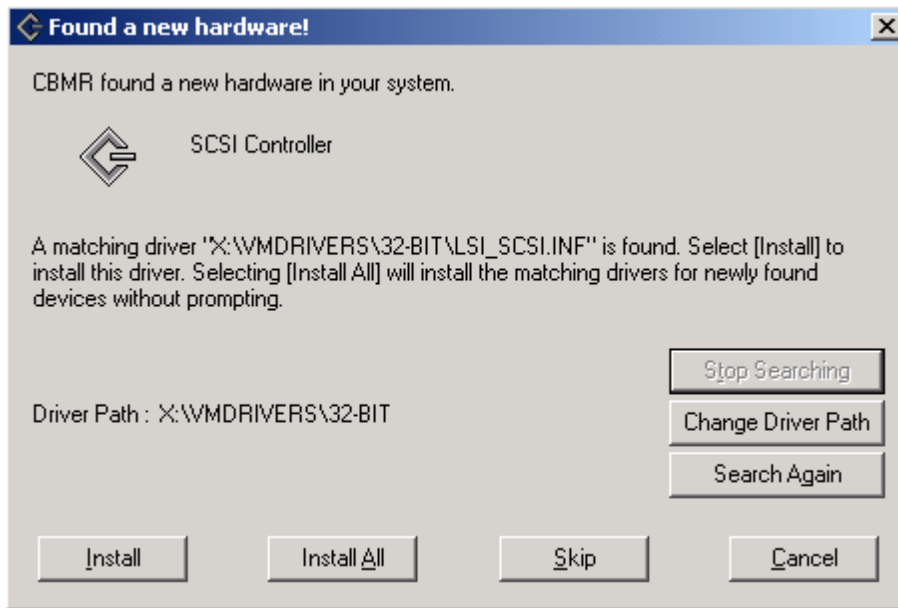 Found a new hardware!
CBMR found a new hardware in your system.
SCSI Controller
A matching driver "X:\VMDRIVERS\32-BIT\LSI_SCSI.INF" is found. Select [Install] to
install this driver. Selecting [Install All] will install the matching drivers for newly found
devices without prompting.
Stop Searching
Driver Path : X:\VMDRIVERS\32-BIT
Change Driver Path
Search Again
Install
Install All
Skip
Cancel